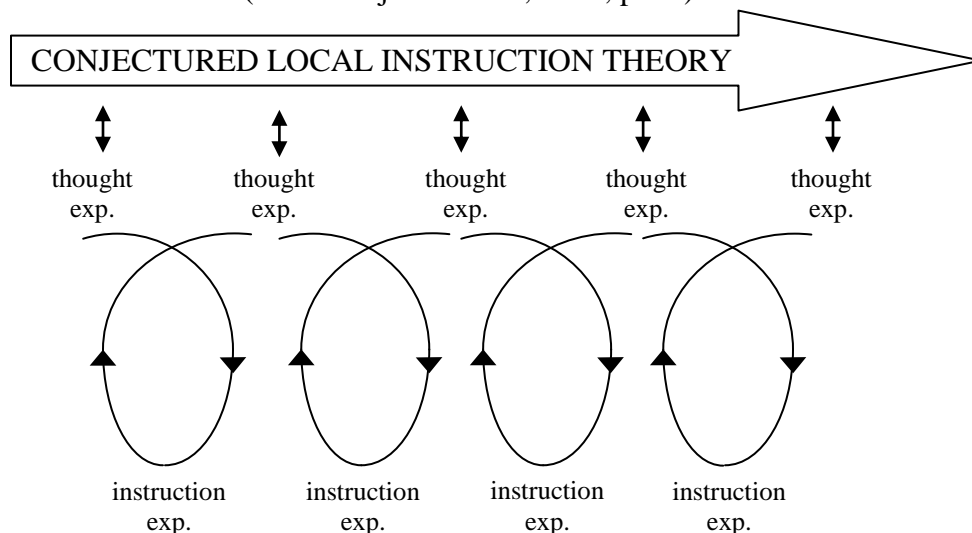 CONJECTURED LOCAL INSTRUCTION THEORY
thought thought thought thought thought
exp. exp. exp. exp. exp.
instruction instruction instruction instruction
exp. exp. exp. exp.